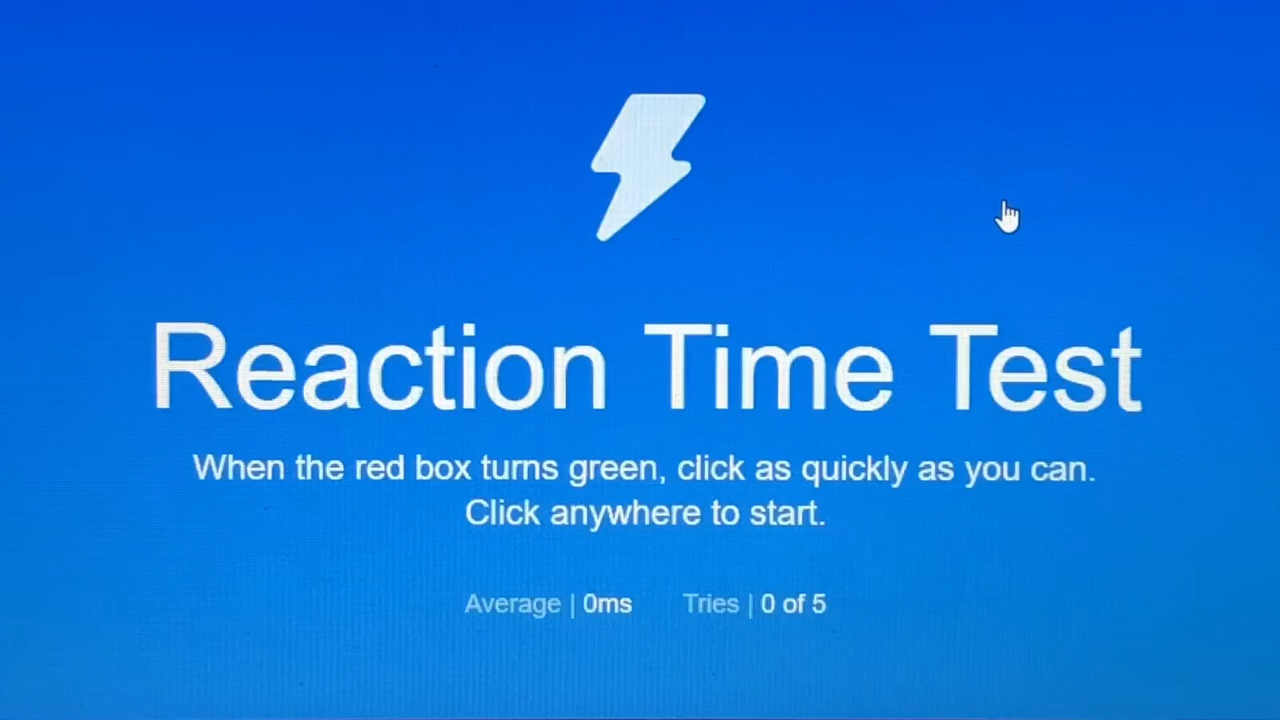 Reaction Time Test
When the red box turns green, click as quickly as you can.
Click anywhere to start.
Average | 0ms Tries | 0 of 5